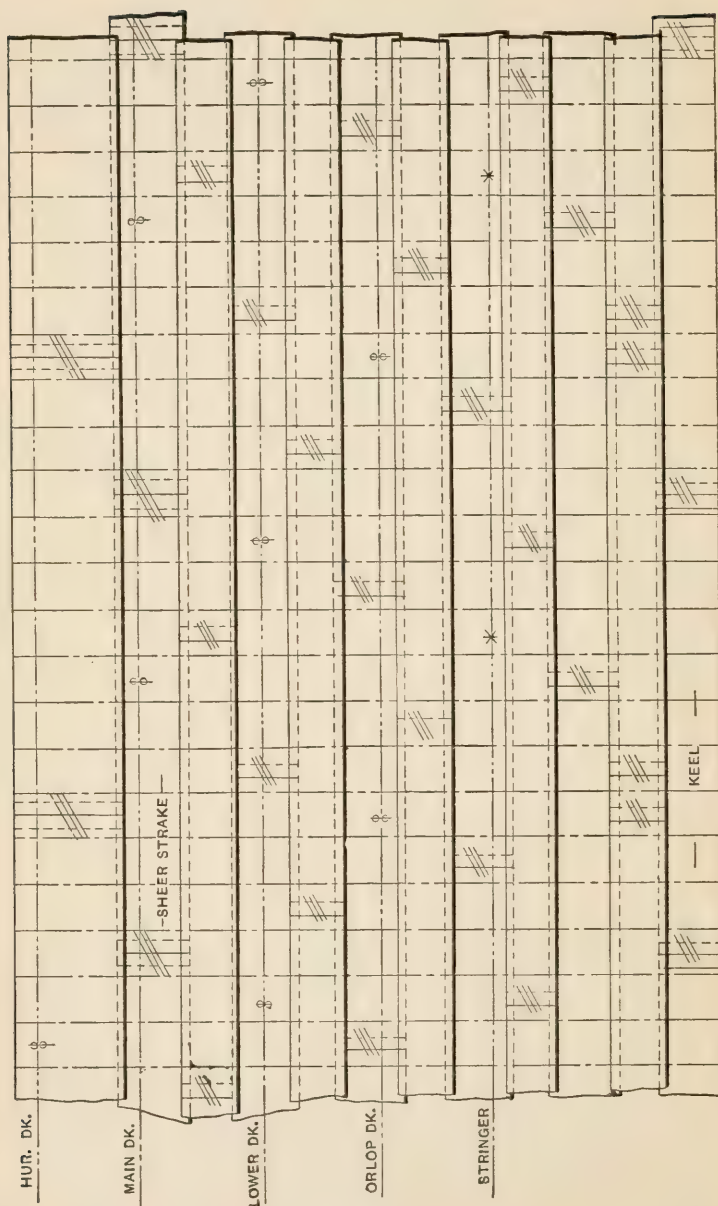 HUR. DK.
MAIN DK.
–SHEER STRAKE–
LOWER DK.
ORLOP DK.
STRINGER
— KEEL —